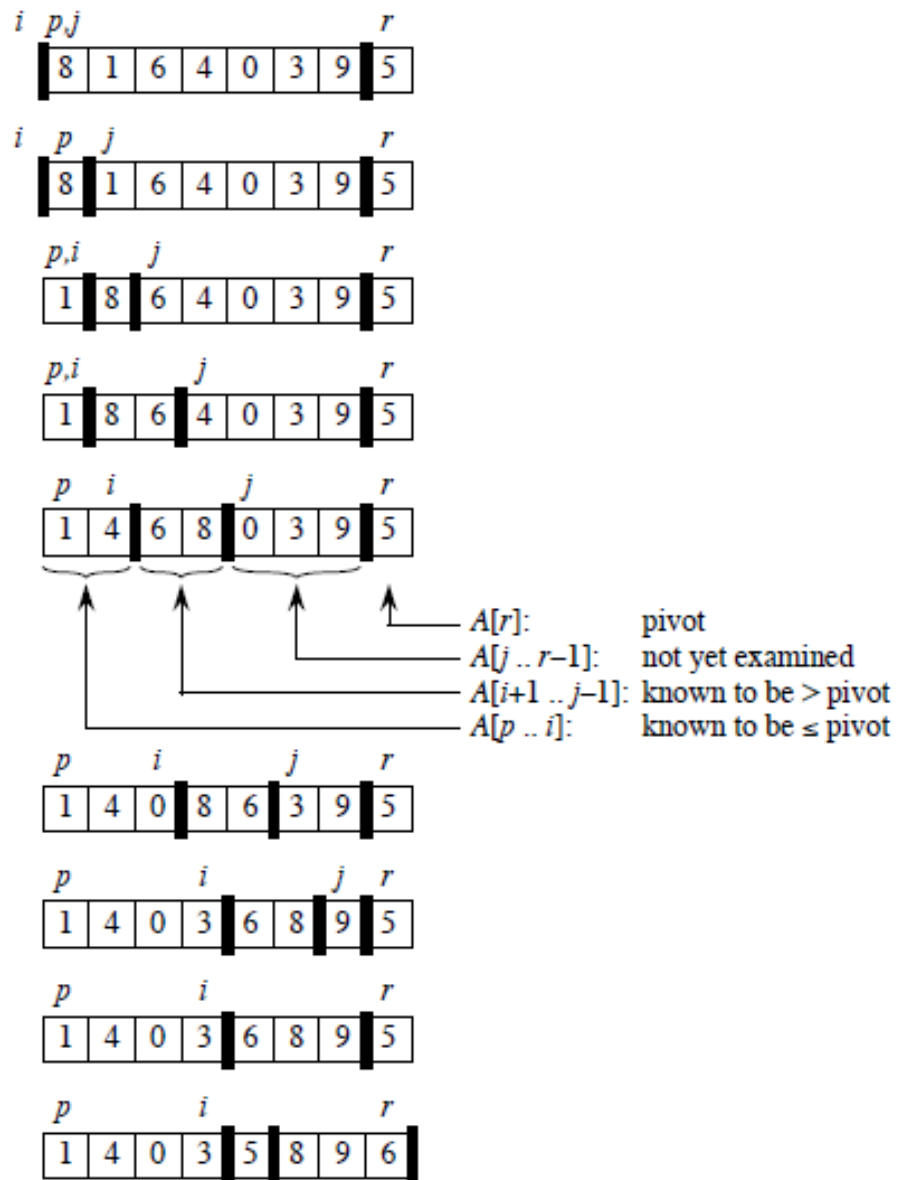 i p,j r
8 1 6 4 0 3 9 5
i p j r
8 1 6 4 0 3 9 5
p,i j r
1 8 6 4 0 3 9 5
p,i j r
1 8 6 4 0 3 9 5
p i j r
1 4 6 8 0 3 9 5
A[r]: pivot
A[j .. r–1]: not yet examined
A[i+1 .. j–1]: known to be > pivot
A[p .. i]: known to be ≤ pivot
p i j r
1 4 0 8 6 3 9 5
p i j r
1 4 0 3 6 8 9 5
p i r
1 4 0 3 6 8 9 5
p i r
1 4 0 3 5 8 9 6